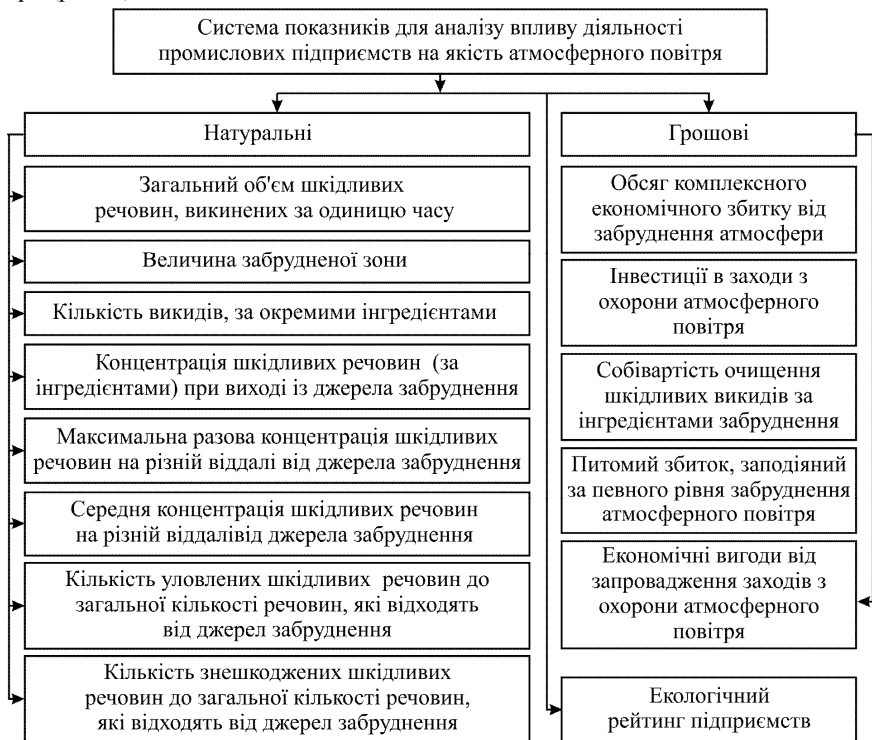 Система показників для аналізу впливу діяльності
промислових підприємств на якість атмосферного повітря
Натуральні
Загальний об'єм шкідливих
речовин, викинених за одиницю часу
Величина забрудненої зони
Кількість викидів, за окремими інгредієнтами
Концентрація шкідливих речовин (за
інгредієнтами) при виході із джерела забруднення
Максимальна разова концентрація шкідливих
речовин на різній віддалі від джерела забруднення
Середня концентрація шкідливих речовин
на різній віддалівід джерела забруднення
Кількість уловлених шкідливих речовин до
загальної кількості речовин, які відходять
від джерел забруднення
Кількість знешкоджених шкідливих
речовин до загальної кількості речовин,
які відходять від джерел забруднення
Грошові
Обсяг комплексного
економічного збитку від
забруднення атмосфери
Інвестиції в заходи з
охорони атмосферного
повітря
Собівартість очищення
шкідливих викидів за
інгредієнтами забруднення
Питомий збиток, заподіяний
за певного рівня забруднення
атмосферного повітря
Економічні вигоди від
запровадження заходів з
охорони атмосферного
повітря
Екологічний
рейтинг підприємств